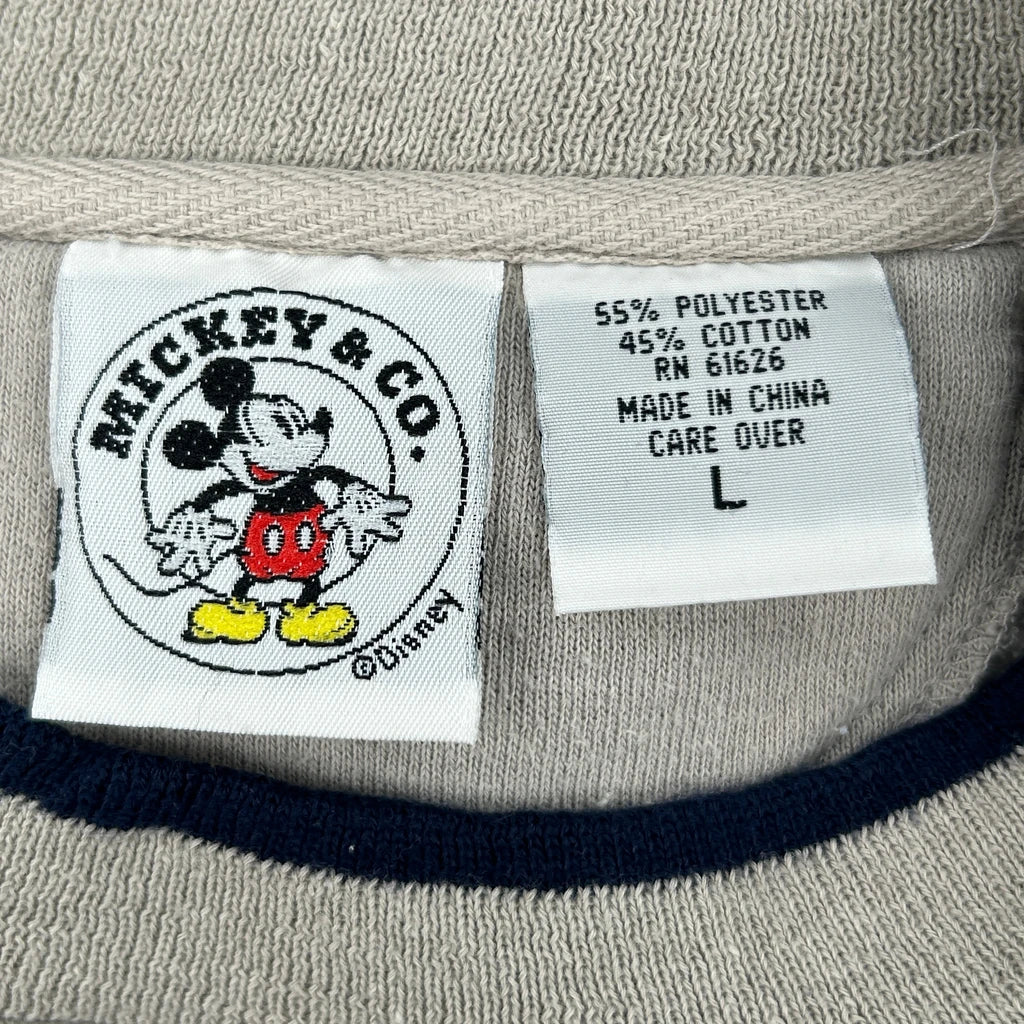 MICKEY & CO.
©Disney
55% POLYESTER
45% COTTON
RN 61626
MADE IN CHINA
CARE OVER
L